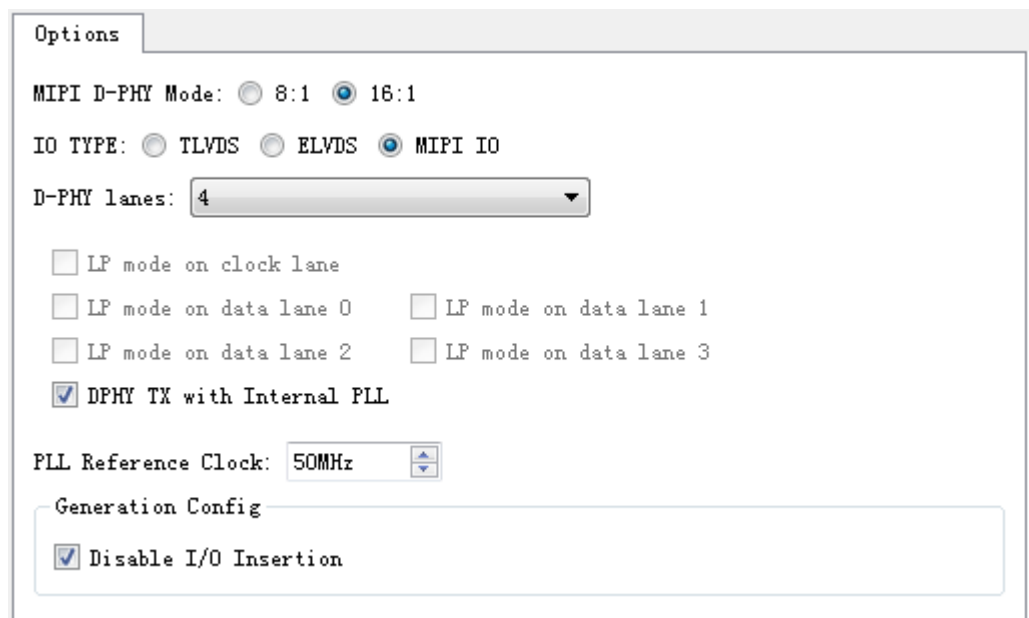 Options
MIPI D-PHY Mode: 8:1 16:1
IO TYPE: TLVDS ELVDS MIPI IO
D-PHY lanes: 4
LP mode on clock lane
LP mode on data lane 0 LP mode on data lane 1
LP mode on data lane 2 LP mode on data lane 3
DPHY TX with Internal PLL
PLL Reference Clock: 50MHz
Generation Config
Disable I/O Insertion